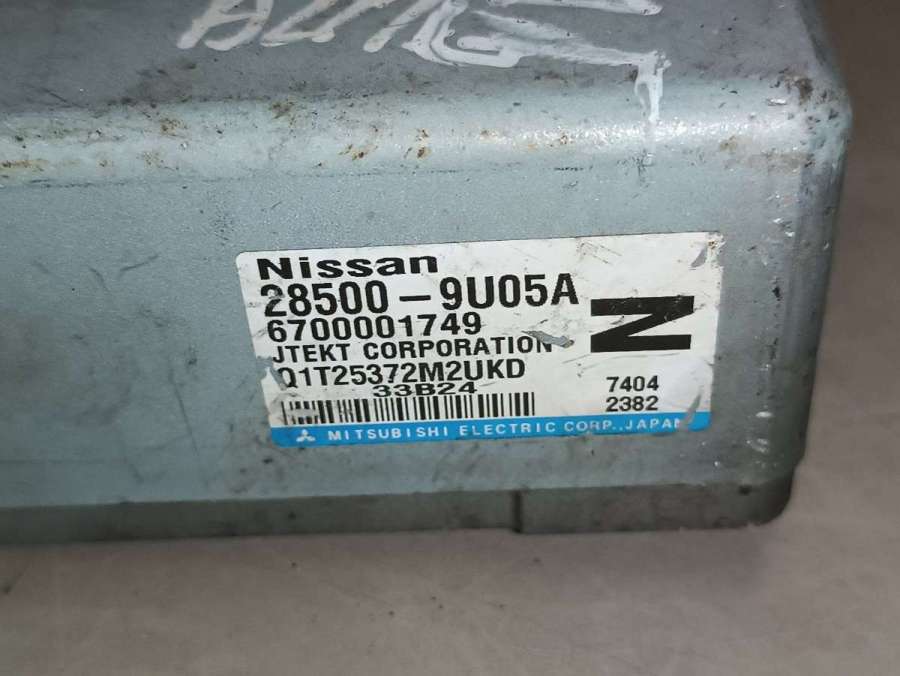 Nissan
28500-9U05A
6700001749
JTEKT CORPORATION
Q1T25372M2UKD
33B24
N
7404
2382
MITSUBISHI ELECTRIC CORP., JAPAN